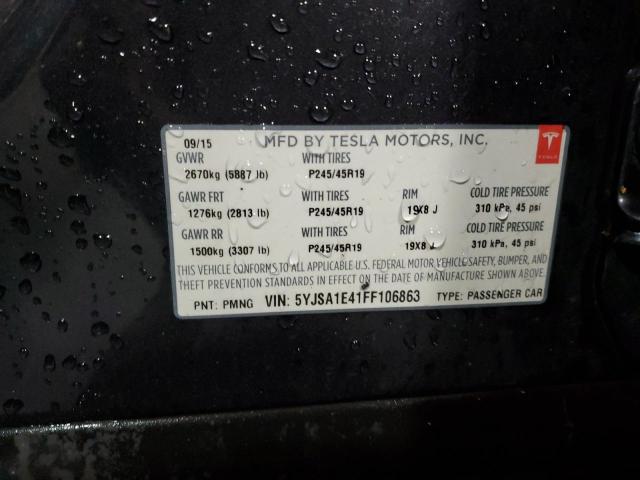 09/15 MFD BY TESLA MOTORS, INC.
GVWR WITH TIRES
2670kg (5887 lb) P245/45R19
GAWR FRT WITH TIRES RIM COLD TIRE PRESSURE
1276kg (2813 lb) P245/45R19 19X8 J 310 kPa, 45 psi
GAWR RR WITH TIRES RIM COLD TIRE PRESSURE
1500kg (3307 lb) P245/45R19 19X8 J 310 kPa, 45 psi
THIS VEHICLE CONFORMS TO ALL APPLICABLE U.S. FEDERAL MOTOR VEHICLE SAFETY, BUMPER, AND
THEFT PREVENTION STANDARDS IN EFFECT ON THE DATE OF MANUFACTURE SHOWN ABOVE.
PNT: PMNG VIN: 5YJSA1E41FF106863 TYPE: PASSENGER CAR
TESLA